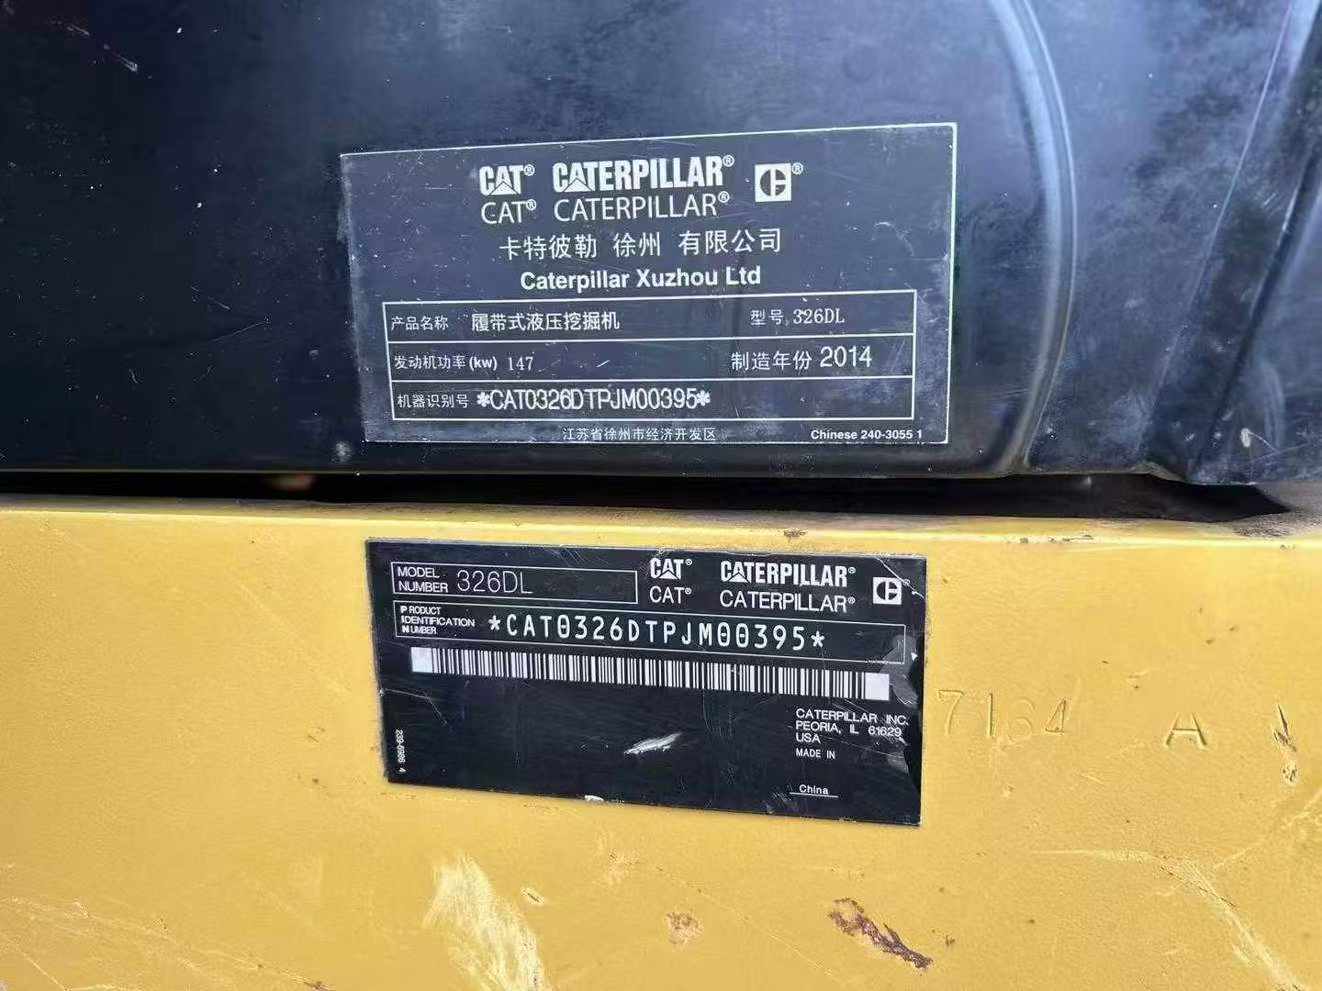 CAT® CATERPILLAR® C®
CAT® CATERPILLAR®
卡特彼勒 徐州 有限公司
Caterpillar Xuzhou Ltd
产品名称 履带式液压挖掘机 型号 326DL
发动机功率(kw) 147 制造年份 2014
机器识别号 *CAT0326DTPJM00395*
江苏省徐州市经济开发区 Chinese 240-3055 1
MODEL NUMBER 326DL CAT® CATERPILLAR® C®
CAT® CATERPILLAR®
PRODUCT IDENTIFICATION NUMBER *CAT0326DTPJM00395*
CATERPILLAR INC.
PEORIA, IL 61629
USA
MADE IN
China
239-5986 4
A